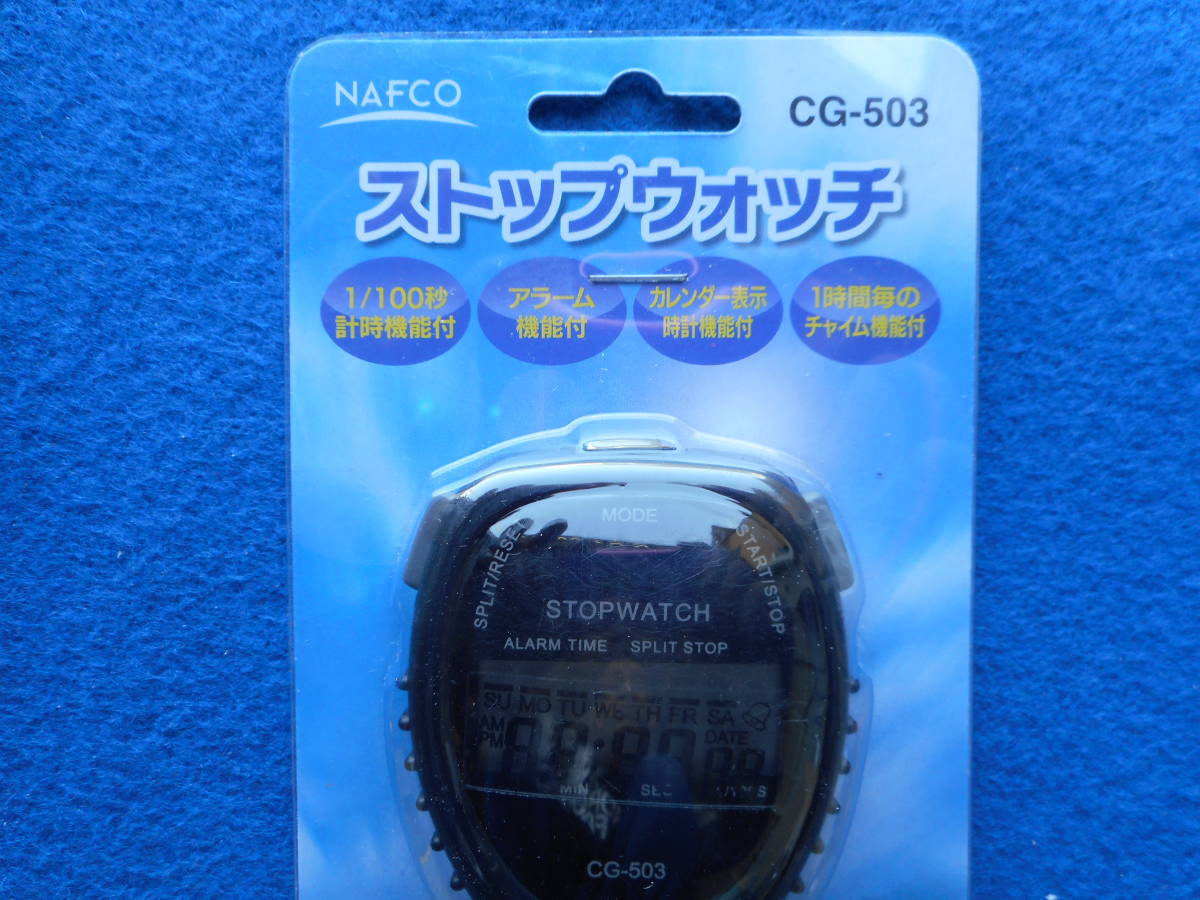 NAFCO
CG-503
ストップウォッチ
1/100秒
計時機能付
アラーム
機能付
カレンダー表示
時計機能付
1時間毎の
チャイム機能付
MODE
SPLIT/RESET
START/STOP
STOPWATCH
ALARM TIME SPLIT STOP
SU MO TU WE TH FR SA
AM
PM
DATE
MIN SEC
CG-503